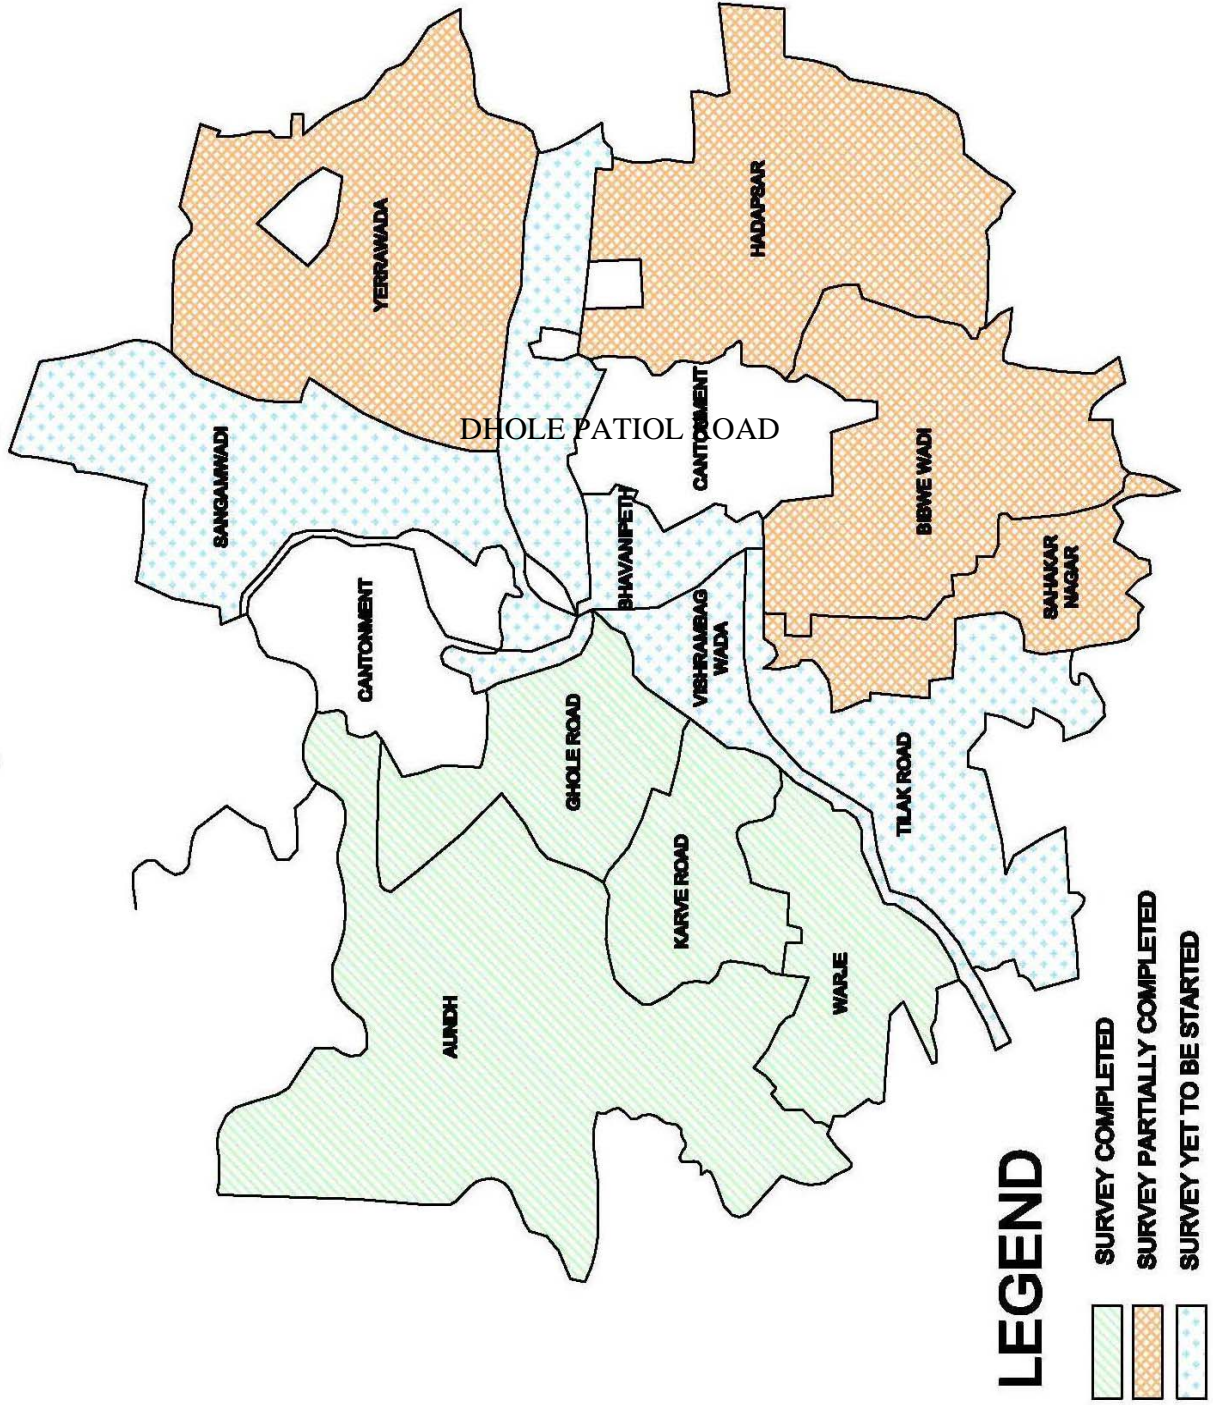 YERRAWADA
HADAPSAR
SANGAMWADI
DHOLE PATIOL ROAD
CANTONMENT
BIBWE WADI
BHAVANIPETH
SAHAKAR
NAGAR
CANTONMENT
VISHRAMBAG
WADA
GHOLE ROAD
TILAK ROAD
KARVE ROAD
WARJE
AUNDH
LEGEND
SURVEY COMPLETED
SURVEY PARTIALLY COMPLETED
SURVEY YET TO BE STARTED